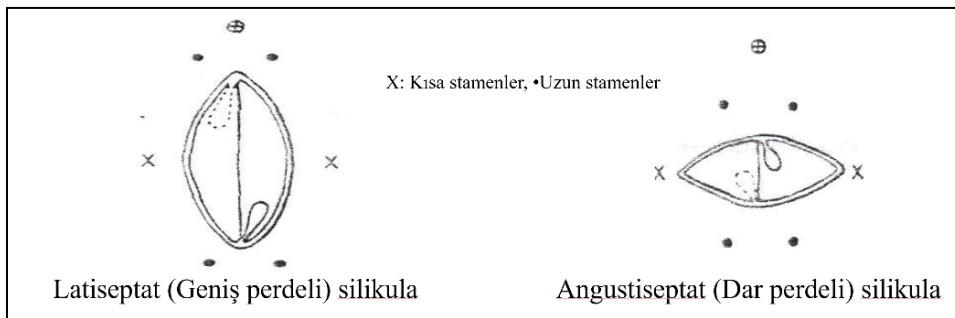 X: Kısa stamenler, •Uzun stamenler
X X
X X
Latiseptat (Geniş perdeli) silikula
Angustiseptat (Dar perdeli) silikula